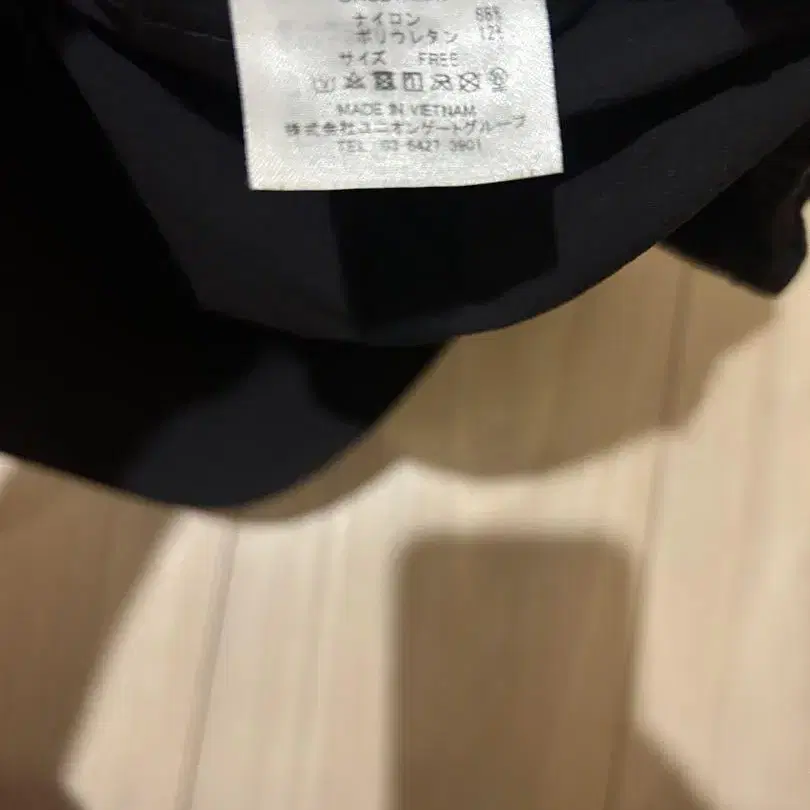 ナイロン 88%
ポリウレタン 12%
サイズ FREE
MADE IN VIETNAM
株式会社ユニオンゲートグループ
TEL 03 6427 3901